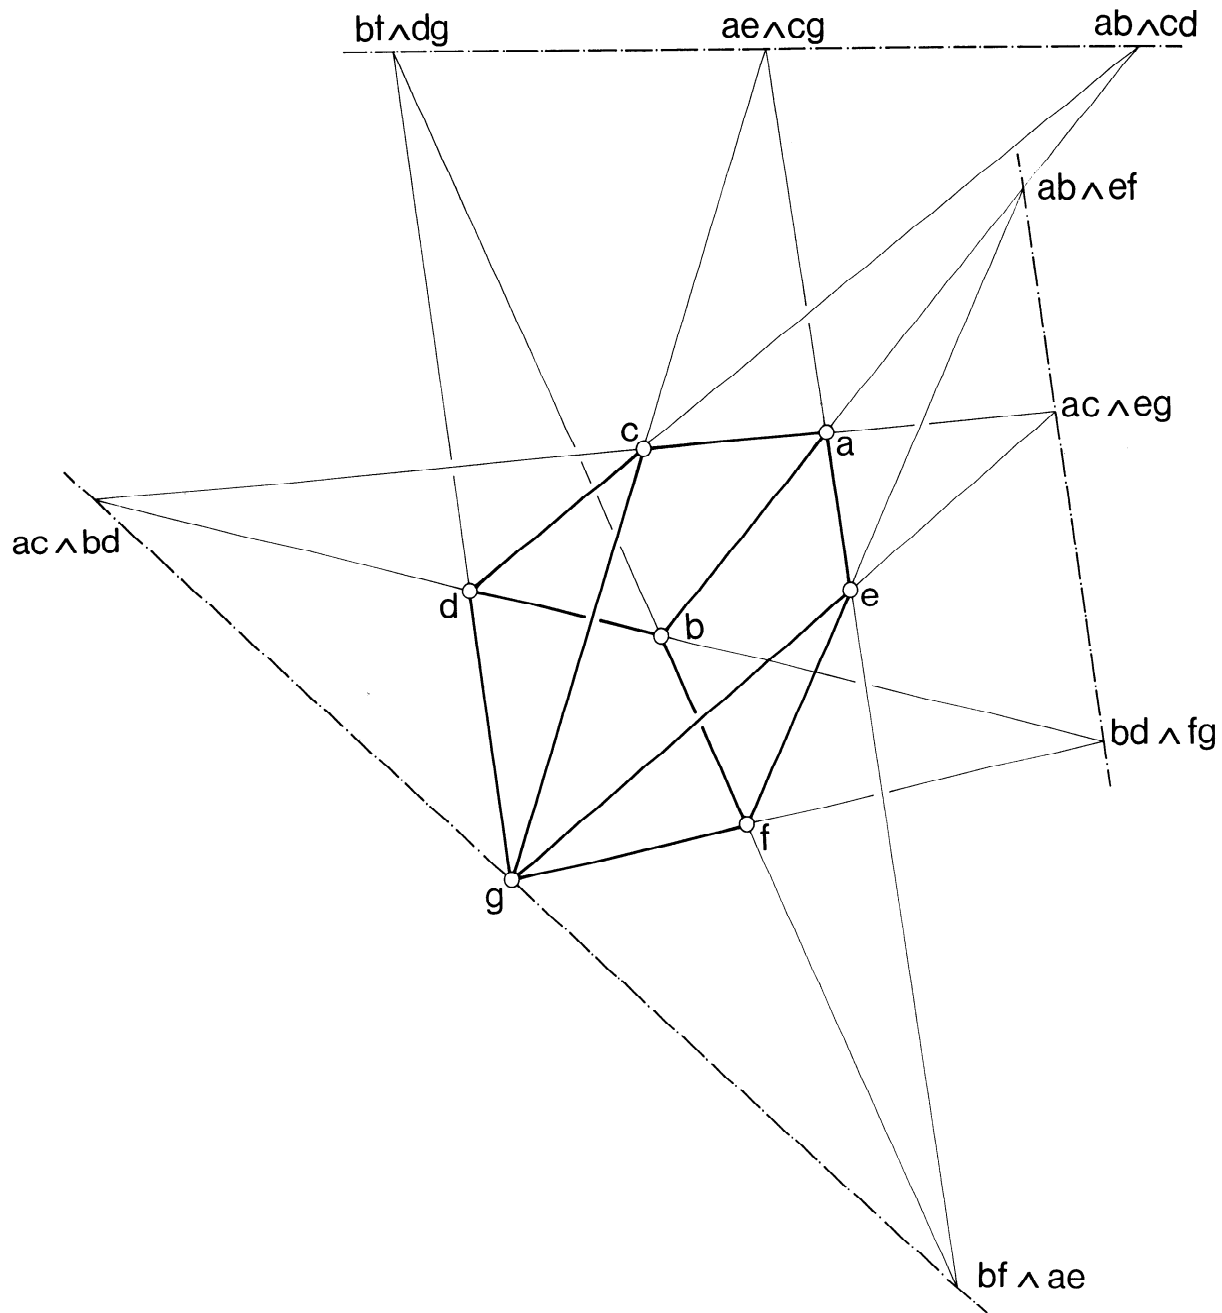 bf∧dg
ae∧cg
ab∧cd
ab∧ef
ac∧eg
c
a
ac∧bd
d
b
e
bd∧fg
f
g
bf∧ae